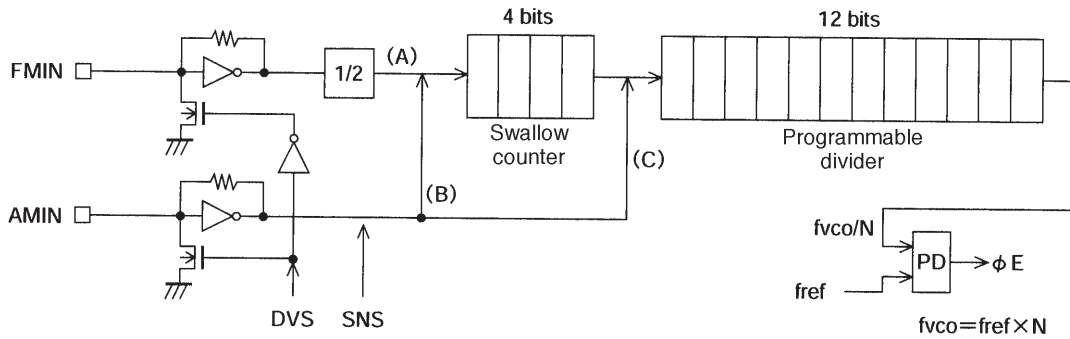 4 bits
12 bits
FMIN
1/2
(A)
Swallow
counter
Programmable
divider
(C)
(B)
AMIN
fvco/N
PD
φE
fref
DVS
SNS
fvco=fref×N